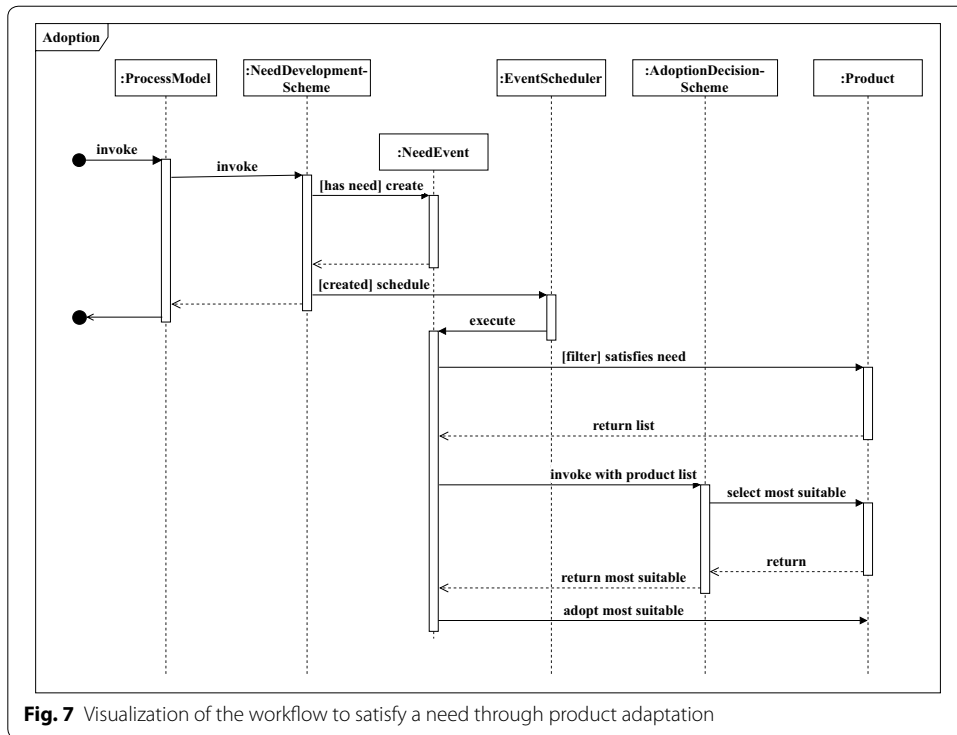 Adoption
:ProcessModel
:NeedDevelopment-
Scheme
:EventScheduler
:AdoptionDecision-
Scheme
:Product
:NeedEvent
invoke
invoke
[has need] create
[created] schedule
execute
[filter] satisfies need
return list
invoke with product list
select most suitable
return
return most suitable
adopt most suitable
Fig. 7 Visualization of the workflow to satisfy a need through product adaptation